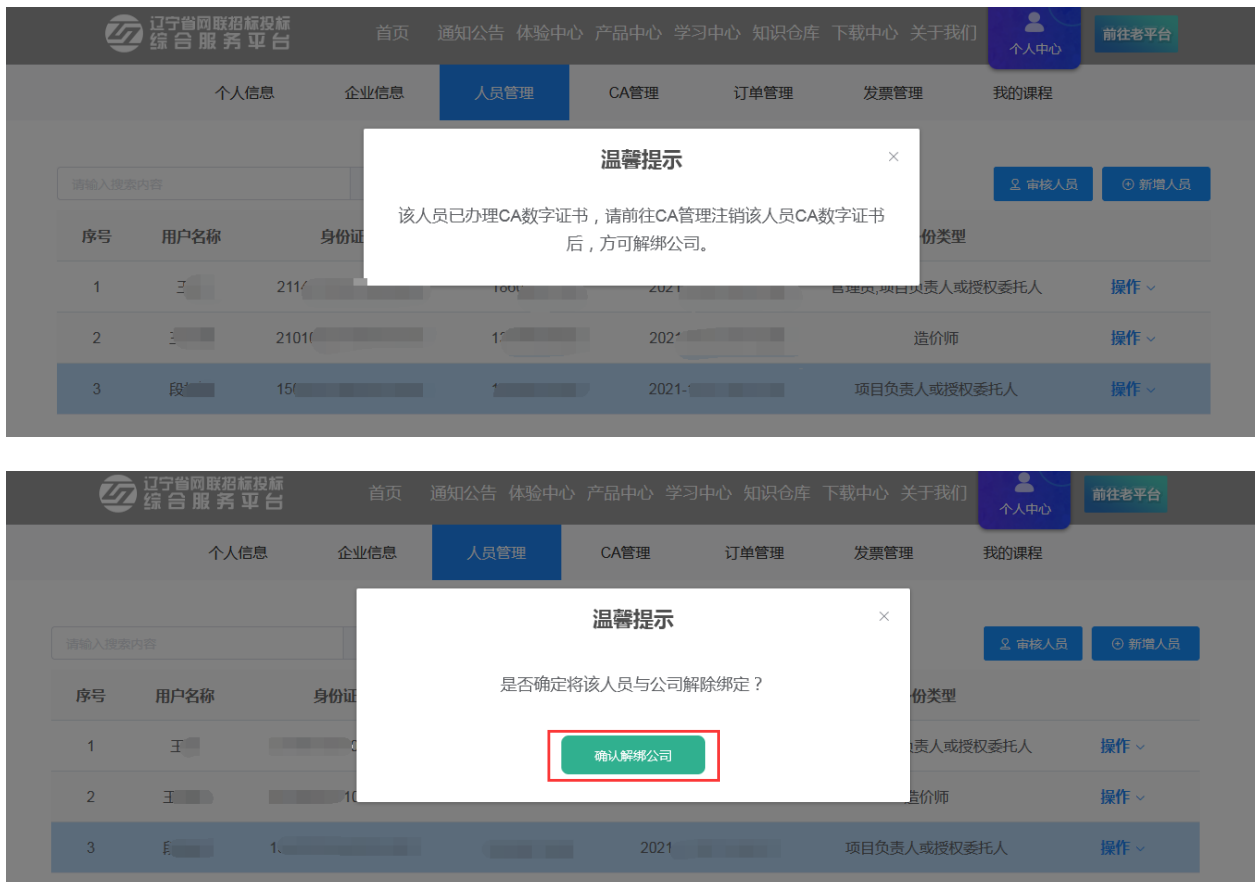 辽宁省网联招标投标
综合服务平台
首页 通知公告 体验中心 产品中心 学习中心 知识仓库 下载中心 关于我们 个人中心 前往老平台
个人信息 企业信息 人员管理 CA管理 订单管理 发票管理 我的课程
温馨提示 ×
请输入搜索内容 审核人员 新增人员
该人员已办理CA数字证书，请前往CA管理注销该人员CA数字证书
后，方可解绑公司。
序号 用户名称 身份证 份类型
1 211 2021 管理员,项目负责人或授权委托人 操作
2 2101 2021 造价师 操作
3 段 15 2021- 项目负责人或授权委托人 操作
辽宁省网联招标投标
综合服务平台
首页 通知公告 体验中心 产品中心 学习中心 知识仓库 下载中心 关于我们 个人中心 前往老平台
个人信息 企业信息 人员管理 CA管理 订单管理 发票管理 我的课程
温馨提示 ×
请输入搜索内容 审核人员 新增人员
是否确定将该人员与公司解除绑定？
序号 用户名称 身份证 份类型
确认解绑公司
1 王 责人或授权委托人 操作
2 王 10 造价师 操作
3 2021 项目负责人或授权委托人 操作